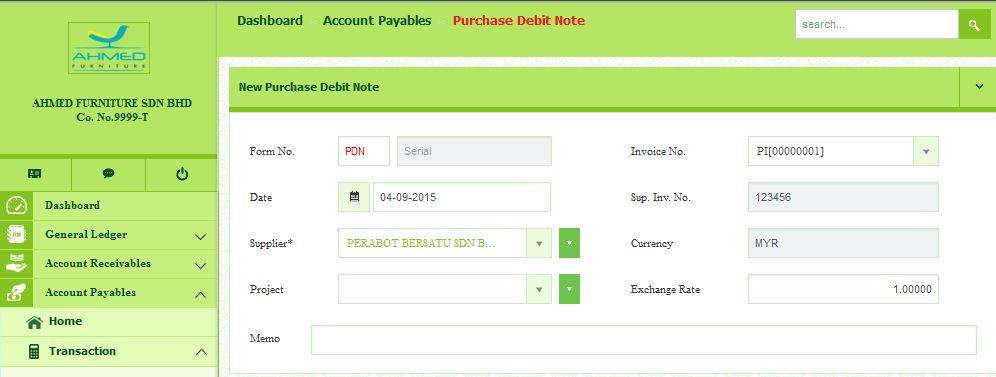 Dashboard - Account Payables - Purchase Debit Note
search...
AHMED
FURNITURE
AHMED FURNITURE SDN BHD
Co. No.9999-T
Dashboard
General Ledger
Account Receivables
Account Payables
Home
Transaction
New Purchase Debit Note
Form No. PDN Serial Invoice No. PI[00000001]
Date 04-09-2015 Sup. Inv. No. 123456
Supplier* PERABOT BERSATU SDN B... Currency MYR
Project Exchange Rate 1.00000
Memo